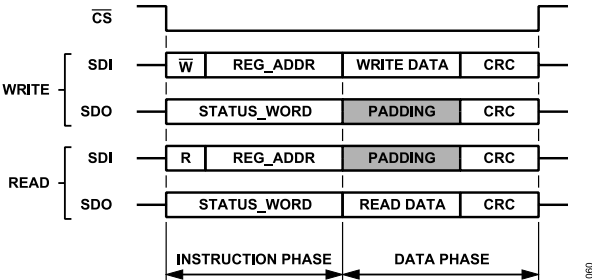 CS
SDI W REG_ADDR WRITE DATA CRC
WRITE
SDO STATUS_WORD PADDING CRC
SDI R REG_ADDR PADDING CRC
READ
SDO STATUS_WORD READ DATA CRC
INSTRUCTION PHASE DATA PHASE
060